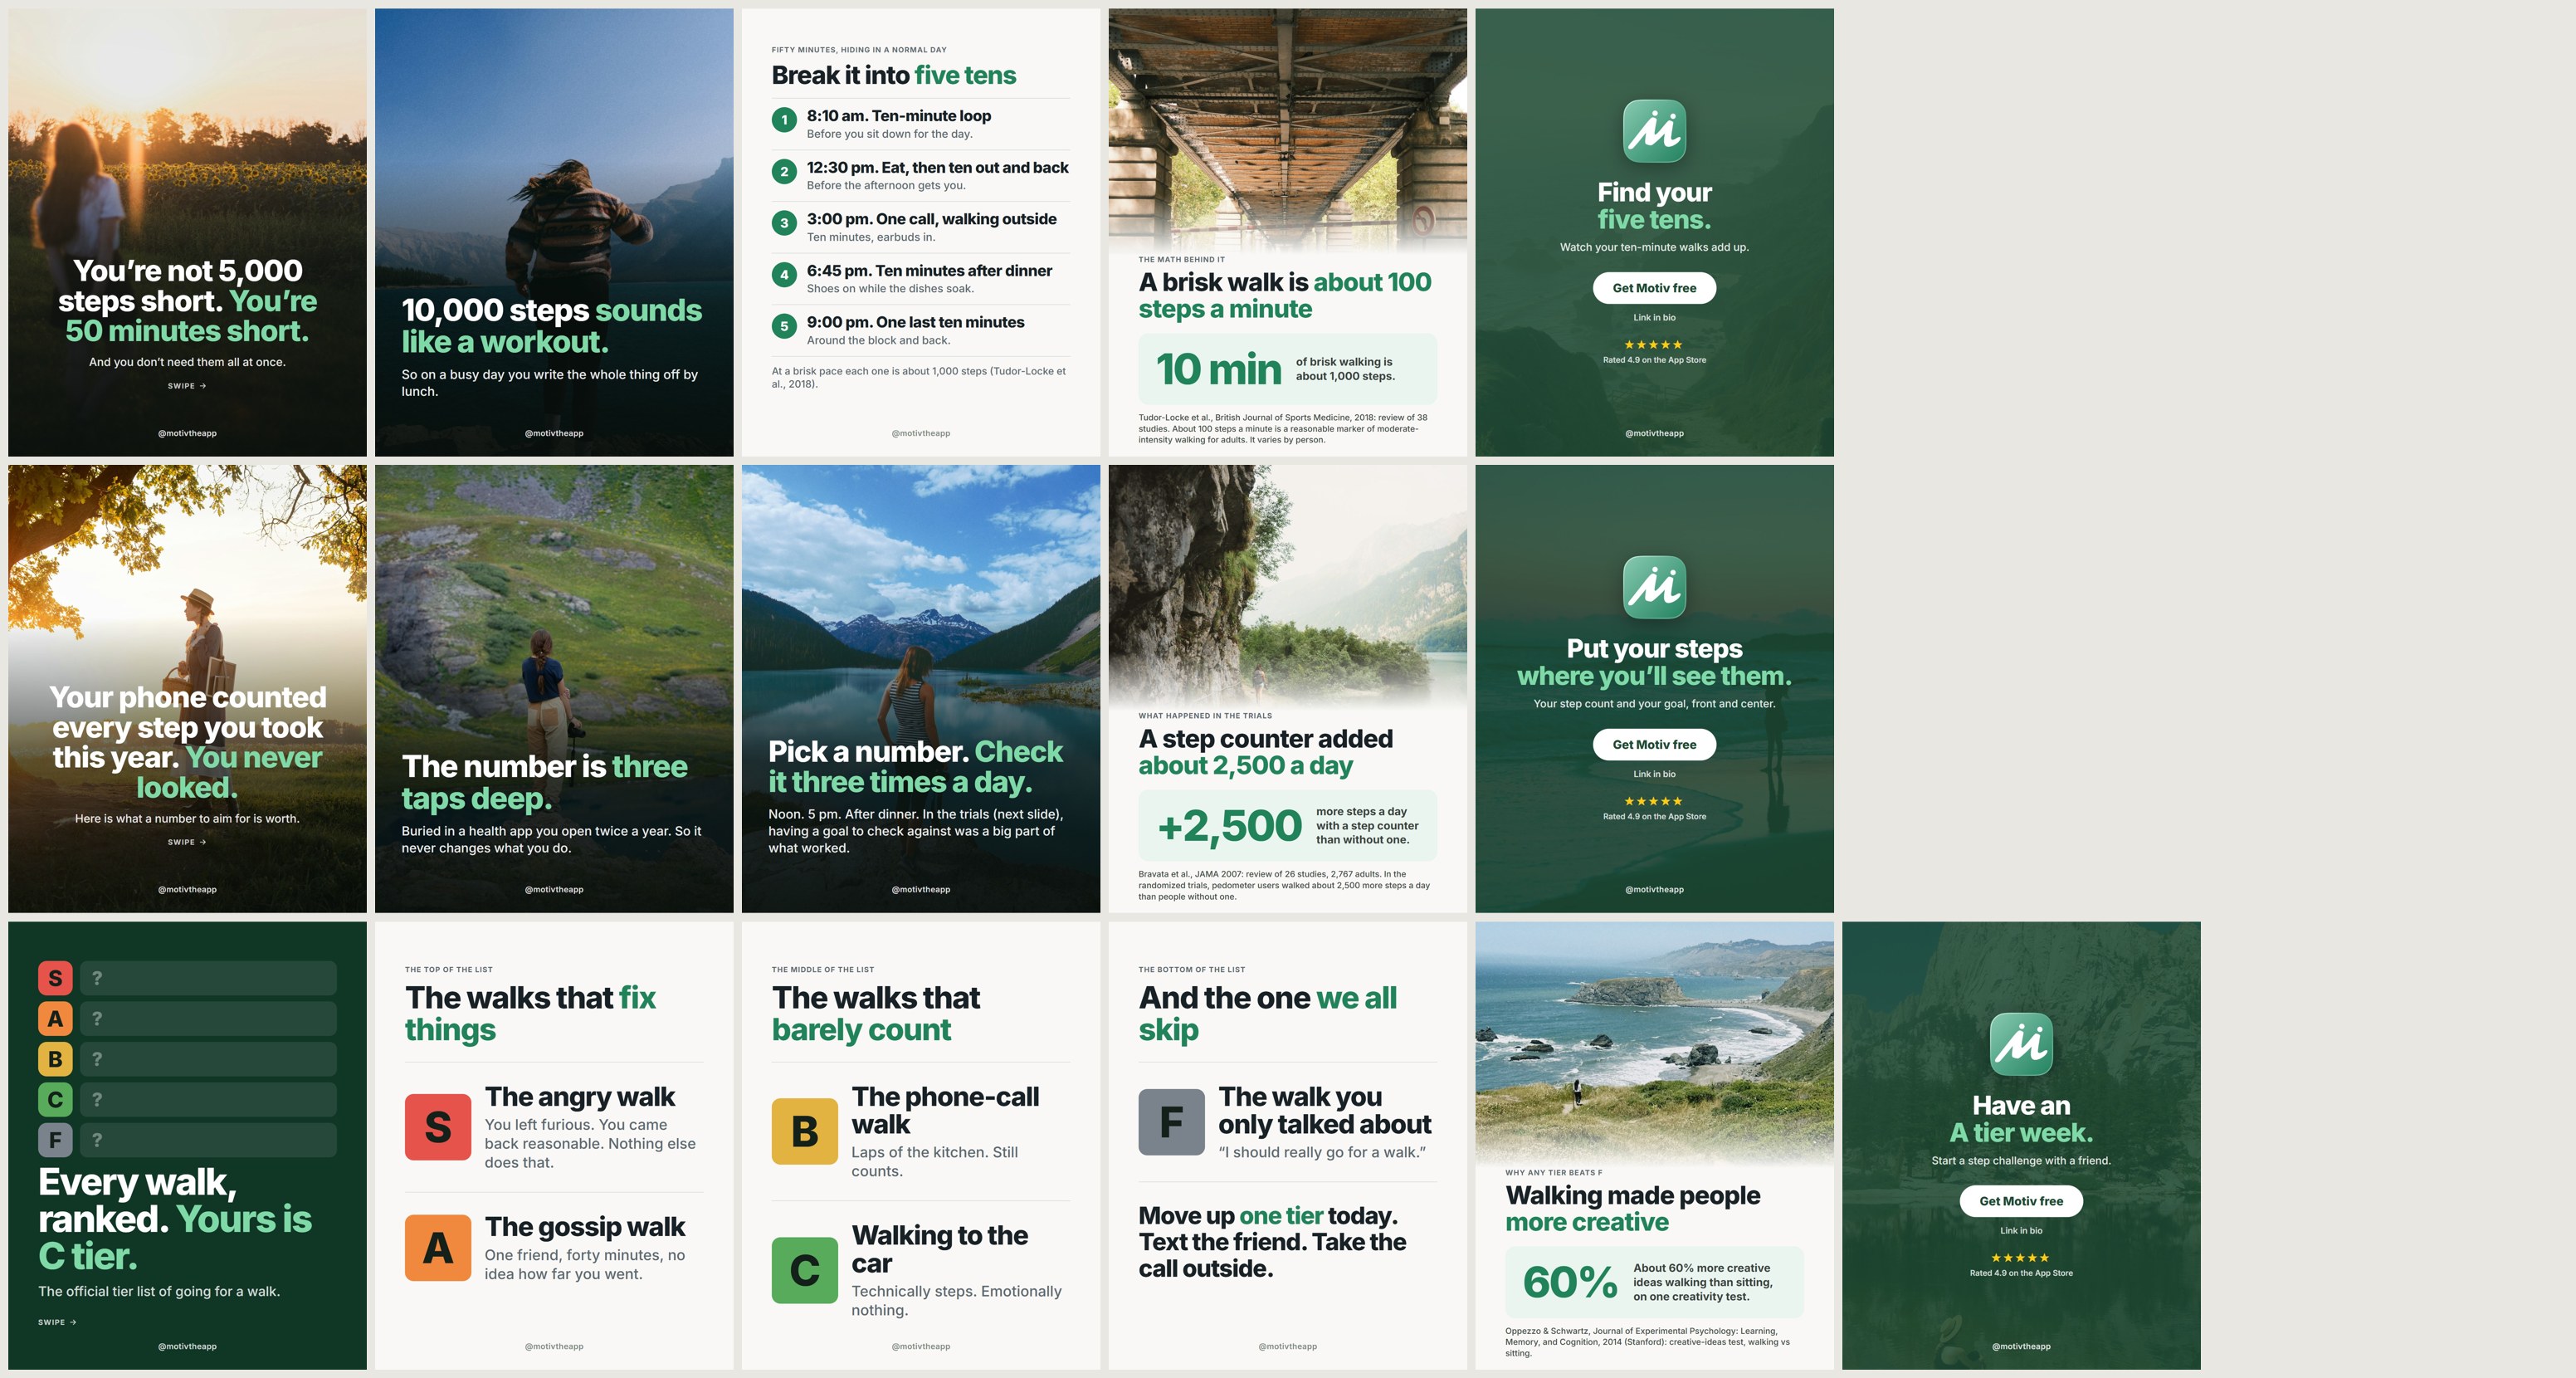 You're not 5,000
steps short. You're
50 minutes short.
And you don't need them all at once.
SWIPE →
@motivtheapp
10,000 steps sounds
like a workout.
So on a busy day you write the whole thing off by
lunch.
@motivtheapp
FIFTY MINUTES, HIDING IN A NORMAL DAY
Break it into five tens
1
8:10 am. Ten-minute loop
Before you sit down for the day.
2
12:30 pm. Eat, then ten out and back
Before the afternoon gets you.
3
3:00 pm. One call, walking outside
Ten minutes, earbuds in.
4
6:45 pm. Ten minutes after dinner
Shoes on while the dishes soak.
5
9:00 pm. One last ten minutes
Around the block and back.
At a brisk pace each one is about 1,000 steps (Tudor-Locke et
al., 2018).
@motivtheapp
THE MATH BEHIND IT
A brisk walk is about 100
steps a minute
10 min
of brisk walking is
about 1,000 steps.
Tudor-Locke et al., British Journal of Sports Medicine, 2018: review of 38
studies. About 100 steps a minute is a reasonable marker of moderate-
intensity walking for adults. It varies by person.
Find your
five tens.
Watch your ten-minute walks add up.
Get Motiv free
Link in bio
★★★★★
Rated 4.9 on the App Store
@motivtheapp
Your phone counted
every step you took
this year. You never
looked.
Here is what a number to aim for is worth.
SWIPE →
@motivtheapp
The number is three
taps deep.
Buried in a health app you open twice a year. So it
never changes what you do.
@motivtheapp
Pick a number. Check
it three times a day.
Noon. 5 pm. After dinner. In the trials (next slide),
having a goal to check against was a big part of
what worked.
@motivtheapp
WHAT HAPPENED IN THE TRIALS
A step counter added
about 2,500 a day
+2,500
more steps a day
with a step counter
than without one.
Bravata et al., JAMA 2007: review of 26 studies, 2,767 adults. In the
randomized trials, pedometer users walked about 2,500 more steps a day
than people without one.
Put your steps
where you'll see them.
Your step count and your goal, front and center.
Get Motiv free
Link in bio
★★★★★
Rated 4.9 on the App Store
@motivtheapp
S ?
A ?
B ?
C ?
F ?
Every walk,
ranked. Yours is
C tier.
The official tier list of going for a walk.
SWIPE →
@motivtheapp
THE TOP OF THE LIST
The walks that fix
things
S
The angry walk
You left furious. You came
back reasonable. Nothing else
does that.
A
The gossip walk
One friend, forty minutes, no
idea how far you went.
@motivtheapp
THE MIDDLE OF THE LIST
The walks that
barely count
B
The phone-call
walk
Laps of the kitchen. Still
counts.
C
Walking to the
car
Technically steps. Emotionally
nothing.
@motivtheapp
THE BOTTOM OF THE LIST
And the one we all
skip
F
The walk you
only talked about
“I should really go for a walk.”
Move up one tier today.
Text the friend. Take the
call outside.
@motivtheapp
WHY ANY TIER BEATS F
Walking made people
more creative
60%
About 60% more creative
ideas walking than sitting,
on one creativity test.
Oppezzo & Schwartz, Journal of Experimental Psychology: Learning,
Memory, and Cognition, 2014 (Stanford): creative-ideas test, walking vs
sitting.
Have an
A tier week.
Start a step challenge with a friend.
Get Motiv free
Link in bio
★★★★★
Rated 4.9 on the App Store
@motivtheapp